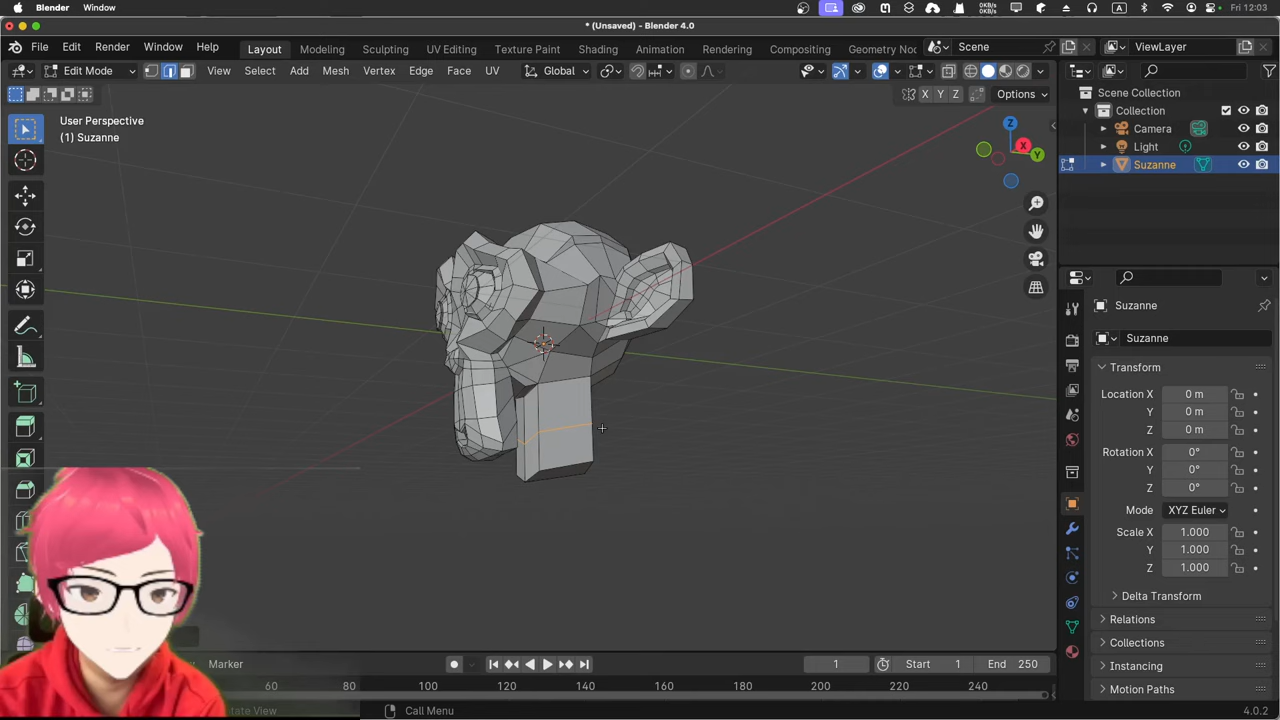 Blender Window 0KB/s 0KB/s A Fri 12:03
* (Unsaved) - Blender 4.0
File Edit Render Window Help Layout Modeling Sculpting UV Editing Texture Paint Shading Animation Rendering Compositing Geometry Noc Scene ViewLayer
Edit Mode View Select Add Mesh Vertex Edge Face UV Global
X Y Z Options
User Perspective
(1) Suzanne
Z
X
Y
Scene Collection
Collection
Camera
Light
Suzanne
Suzanne
Suzanne
Transform
Location X 0 m
Y 0 m
Z 0 m
Rotation X 0°
Y 0°
Z 0°
Mode XYZ Euler
Scale X 1.000
Y 1.000
Z 1.000
Delta Transform
Relations
Collections
Instancing
Motion Paths
Marker 1 Start 1 End 250
60 80 100 120 140 160 180 200 220 240
tate View Call Menu 4.0.2